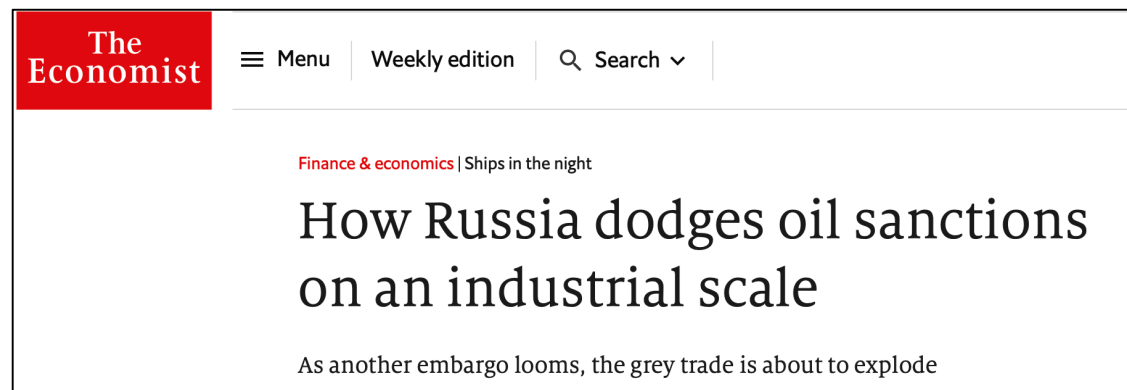 The
Economist
Menu
Weekly edition
Search
Finance & economics | Ships in the night
How Russia dodges oil sanctions
on an industrial scale
As another embargo looms, the grey trade is about to explode